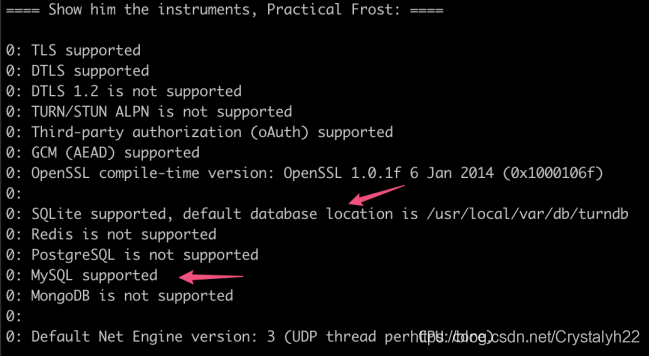 ==== Show him the instruments, Practical Frost: ====
0: TLS supported
0: DTLS supported
0: DTLS 1.2 is not supported
0: TURN/STUN ALPN is not supported
0: Third-party authorization (oAuth) supported
0: GCM (AEAD) supported
0: OpenSSL compile-time version: OpenSSL 1.0.1f 6 Jan 2014 (0x1000106f)
0:
0: SQLite supported, default database location is /usr/local/var/db/turndb
0: Redis is not supported
0: PostgreSQL is not supported
0: MySQL supported
0: MongoDB is not supported
0:
0: Default Net Engine version: 3 (UDP thread per CPU core)
https://blog.csdn.net/Crystalyh22